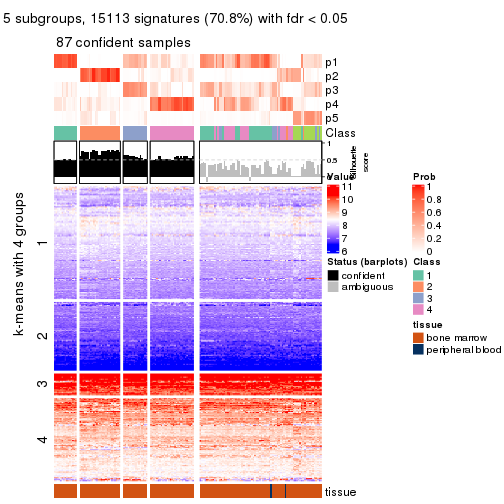 5 subgroups, 15113 signatures (70.8%) with fdr < 0.05
87 confident samples
p1
p2
p3
p4
p5
Class
1
0.5
0
Silhouette
score
k-means with 4 groups
1
2
3
4
tissue
Value
11
10
9
8
7
6
Prob
1
0.8
0.6
0.4
0.2
0
Status (barplots)
confident
ambiguous
Class
1
2
3
4
tissue
bone marrow
peripheral blood